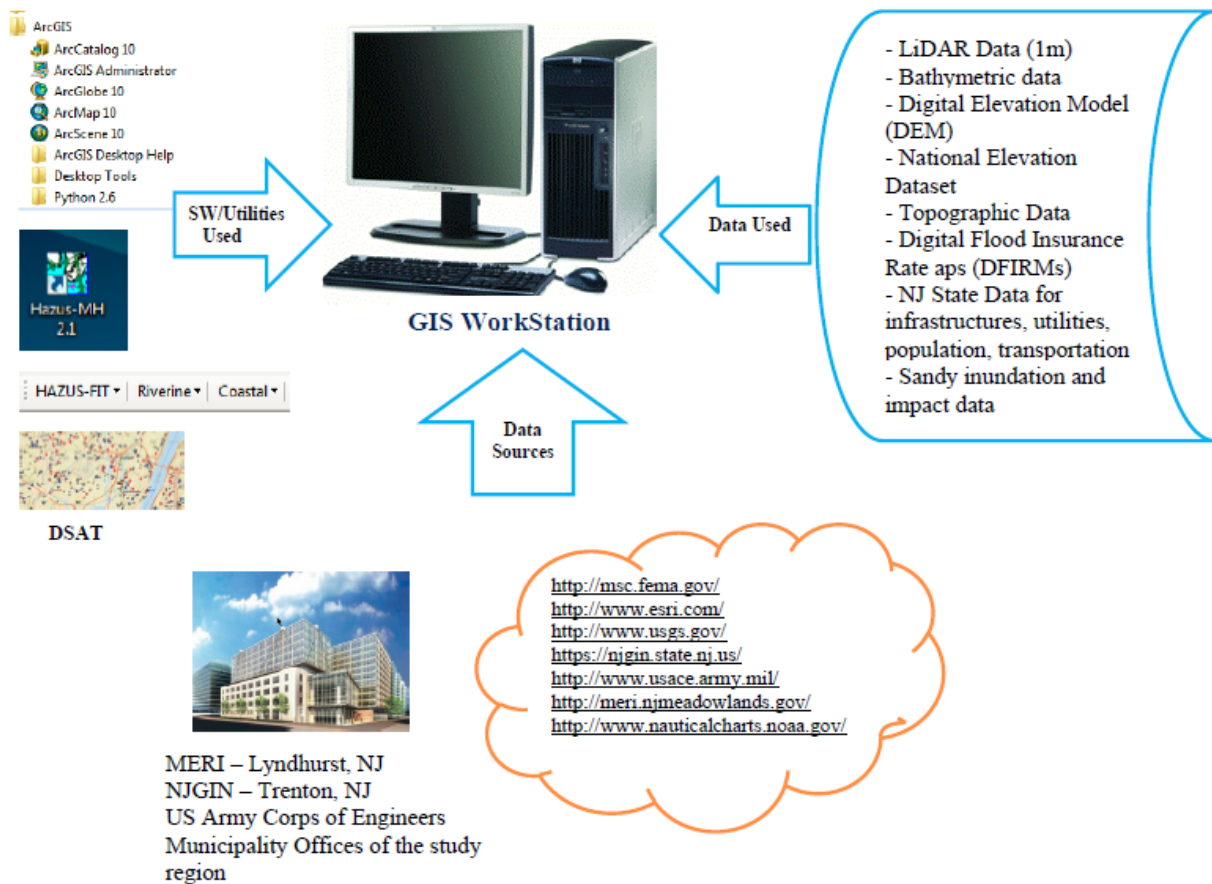 ArcGIS
ArcCatalog 10
ArcGIS Administrator
ArcGlobe 10
ArcMap 10
ArcScene 10
ArcGIS Desktop Help
Desktop Tools
Python 2.6
SW/Utilities
Used
Hazus-MH
2.1
HAZUS-FIT
Riverine
Coastal
DSAT
GIS WorkStation
Data Used
- LiDAR Data (1m)
- Bathymetric data
- Digital Elevation Model
(DEM)
- National Elevation
Dataset
- Topographic Data
- Digital Flood Insurance
Rate aps (DFIRMs)
- NJ State Data for
infrastructures, utilities,
population, transportation
- Sandy inundation and
impact data
Data
Sources
http://msc.fema.gov/
http://www.esri.com/
http://www.usgs.gov/
https://njgin.state.nj.us/
http://www.usace.army.mil/
http://meri.njmeadowlands.gov/
http://www.nauticalcharts.noaa.gov/
MERI – Lyndhurst, NJ
NJGIN – Trenton, NJ
US Army Corps of Engineers
Municipality Offices of the study
region